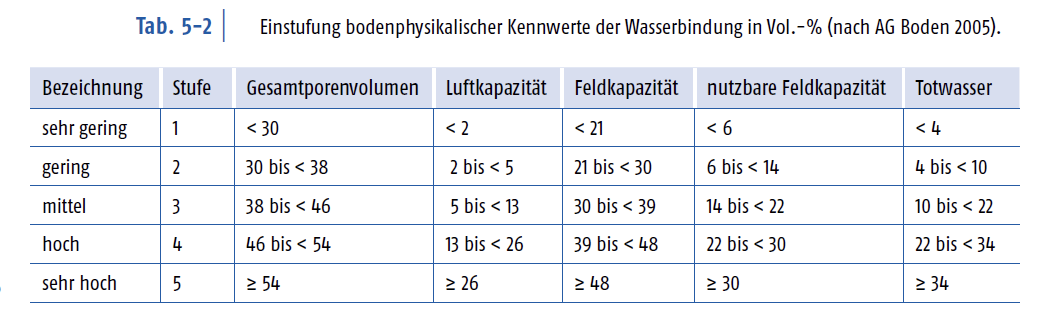 Tab. 5-2 Einstufung bodenphysikalischer Kennwerte der Wasserbindung in Vol.-% (nach AG Boden 2005).
Bezeichnung Stufe Gesamtporenvolumen Luftkapazität Feldkapazität nutzbare Feldkapazität Totwasser
sehr gering 1 < 30 < 2 < 21 < 6 < 4
gering 2 30 bis < 38 2 bis < 5 21 bis < 30 6 bis < 14 4 bis < 10
mittel 3 38 bis < 46 5 bis < 13 30 bis < 39 14 bis < 22 10 bis < 22
hoch 4 46 bis < 54 13 bis < 26 39 bis < 48 22 bis < 30 22 bis < 34
sehr hoch 5 ≥ 54 ≥ 26 ≥ 48 ≥ 30 ≥ 34